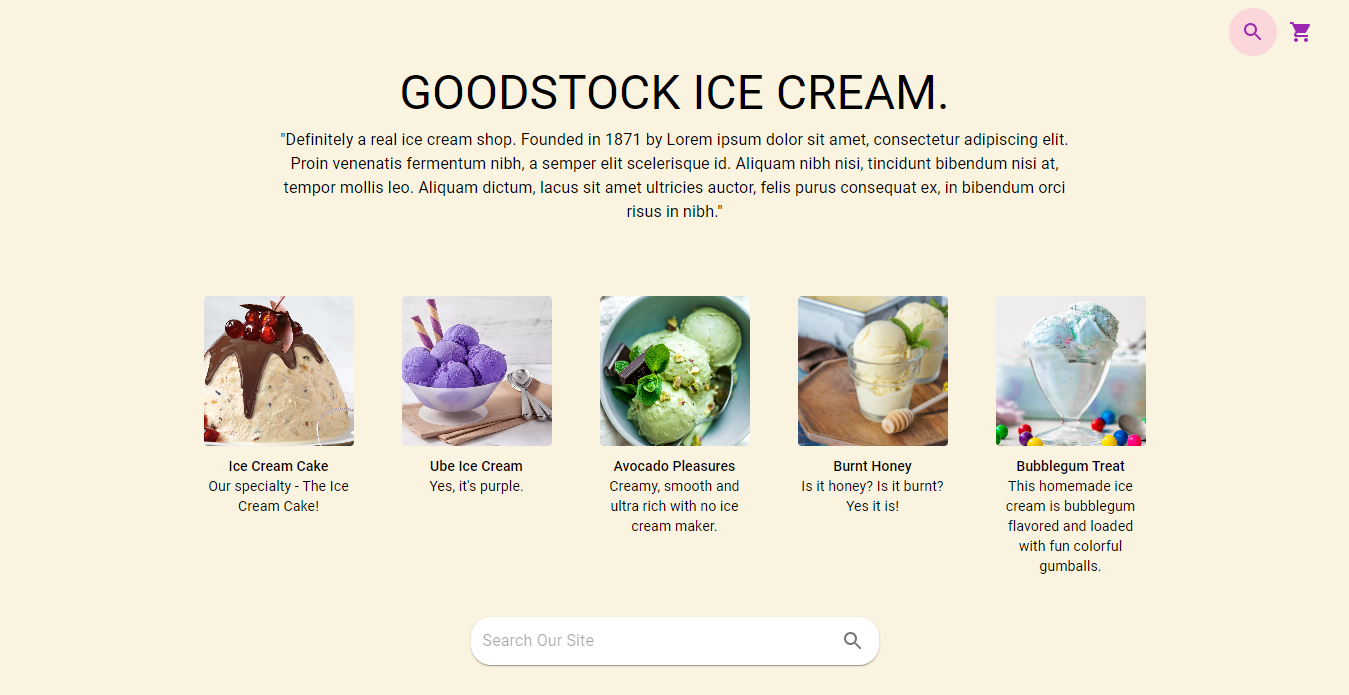 GOODSTOCK ICE CREAM.
"Definitely a real ice cream shop. Founded in 1871 by Lorem ipsum dolor sit amet, consectetur adipiscing elit.
Proin venenatis fermentum nibh, a semper elit scelerisque id. Aliquam nibh nisi, tincidunt bibendum nisi at,
tempor mollis leo. Aliquam dictum, lacus sit amet ultricies auctor, felis purus consequat ex, in bibendum orci
risus in nibh."
Ice Cream Cake
Our specialty - The Ice
Cream Cake!
Ube Ice Cream
Yes, it's purple.
Avocado Pleasures
Creamy, smooth and
ultra rich with no ice
cream maker.
Burnt Honey
Is it honey? Is it burnt?
Yes it is!
Bubblegum Treat
This homemade ice
cream is bubblegum
flavored and loaded
with fun colorful
gumballs.
Search Our Site